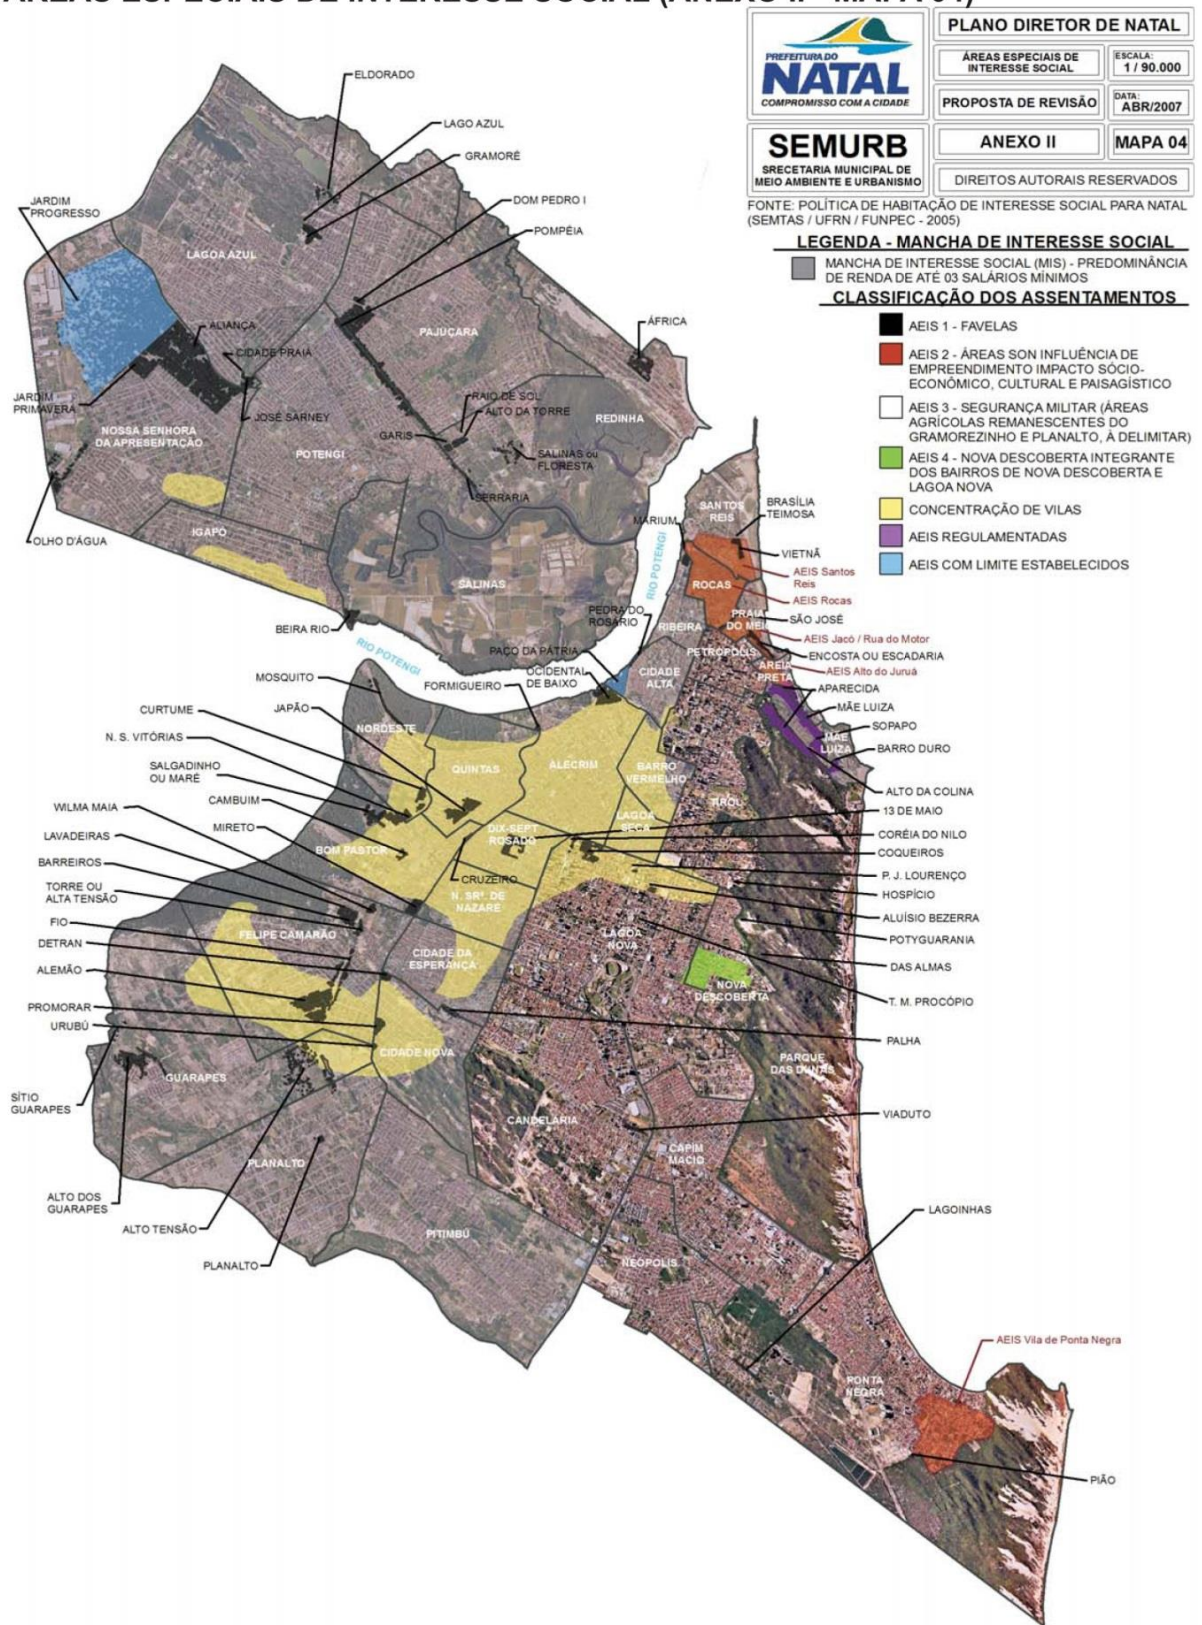 PLANO DIRETOR DE NATAL
PREFEITURA DO
NATAL
COMPROMISSO COM A CIDADE
ÁREAS ESPECIAIS DE
INTERESSE SOCIAL
ESCALA:
1 / 90.000
PROPOSTA DE REVISÃO
DATA:
ABR/2007
SEMURB
SRECETARIA MUNICIPAL DE
MEIO AMBIENTE E URBANISMO
ANEXO II
MAPA 04
DIREITOS AUTORAIS RESERVADOS
FONTE: POLÍTICA DE HABITAÇÃO DE INTERESSE SOCIAL PARA NATAL
(SEMTAS / UFRN / FUNPEC - 2005)
LEGENDA - MANCHA DE INTERESSE SOCIAL
MANCHA DE INTERESSE SOCIAL (MIS) - PREDOMINÂNCIA
DE RENDA DE ATÉ 03 SALÁRIOS MÍNIMOS
CLASSIFICAÇÃO DOS ASSENTAMENTOS
AEIS 1 - FAVELAS
AEIS 2 - ÁREAS SON INFLUÊNCIA DE
EMPREENDIMENTO IMPACTO SÓCIO-
ECONÔMICO, CULTURAL E PAISAGÍSTICO
AEIS 3 - SEGURANÇA MILITAR (ÁREAS
AGRÍCOLAS REMANESCENTES DO
GRAMOREZINHO E PLANALTO, À DELIMITAR)
AEIS 4 - NOVA DESCOBERTA INTEGRANTE
DOS BAIRROS DE NOVA DESCOBERTA E
LAGOA NOVA
CONCENTRAÇÃO DE VILAS
AEIS REGULAMENTADAS
AEIS COM LIMITE ESTABELECIDOS
ELDORADO
LAGO AZUL
GRAMORÉ
DOM PEDRO I
POMPÉIA
JARDIM
PROGRESSO
LAGOA AZUL
ALIANÇA
CIDADE PRAIA
PAJUÇARA
ÁFRICA
JARDIM
PRIMAVERA
JOSÉ SARNEY
RAIO DE SOL
ALTO DA TORRE
REDINHA
NOSSA SENHORA
DA APRESENTAÇÃO
GARIS
POTENGI
SALINAS ou
FLORESTA
SERRARIA
OLHO D'ÁGUA
IGAPÓ
SALINAS
BEIRA RIO
RIO POTENGI
RIO POTENGI
SANTOS
REIS
BRASÍLIA
TEIMOSA
MARIUM
VIETNÃ
AEIS Santos
Reis
ROCAS
AEIS Rocas
PEDRA DO
ROSÁRIO
PRAIA
DO MEIO
SÃO JOSÉ
RIBEIRA
AEIS Jacó / Rua do Motor
PAÇO DA PÁTRIA
PETRÓPOLIS
ENCOSTA OU ESCADARIA
AREIA
PRETA
AEIS Alto do Juruá
MOSQUITO
FORMIGUEIRO
OCIDENTAL
DE BAIXO
CIDADE
ALTA
APARECIDA
MÃE LUIZA
CURTUME
JAPÃO
NORDESTE
SOPAPO
MÃE
LUIZA
BARRO DURO
N. S. VITÓRIAS
SALGADINHO
OU MARÉ
QUINTAS
ALECRIM
BARRO
VERMELHO
ALTO DA COLINA
CAMBUIM
TIROL
WILMA MAIA
MIRETO
13 DE MAIO
LAVADEIRAS
DIX-SEPT
ROSADO
LAGOA
SECA
CORÉIA DO NILO
BOM PASTOR
COQUEIROS
BARREIROS
CRUZEIRO
P. J. LOURENÇO
TORRE OU
ALTA TENSÃO
N. SRª. DE
NAZARÉ
HOSPÍCIO
ALUÍSIO BEZERRA
FIO
FELIPE CAMARÃO
LAGOA
NOVA
POTYGUARANIA
DETRAN
CIDADE DA
ESPERANÇA
DAS ALMAS
ALEMÃO
NOVA
DESCOBERTA
T. M. PROCÓPIO
PROMORAR
URUBÚ
PALHA
CIDADE NOVA
PARQUE
DAS DUNAS
GUARAPES
SÍTIO
GUARAPES
CANDELÁRIA
VIADUTO
CAPIM
MACIO
PLANALTO
ALTO DOS
GUARAPES
ALTO TENSÃO
PITIMBÚ
LAGOINHAS
PLANALTO
NEÓPOLIS
AEIS Vila de Ponta Negra
PONTA
NEGRA
PIÃO